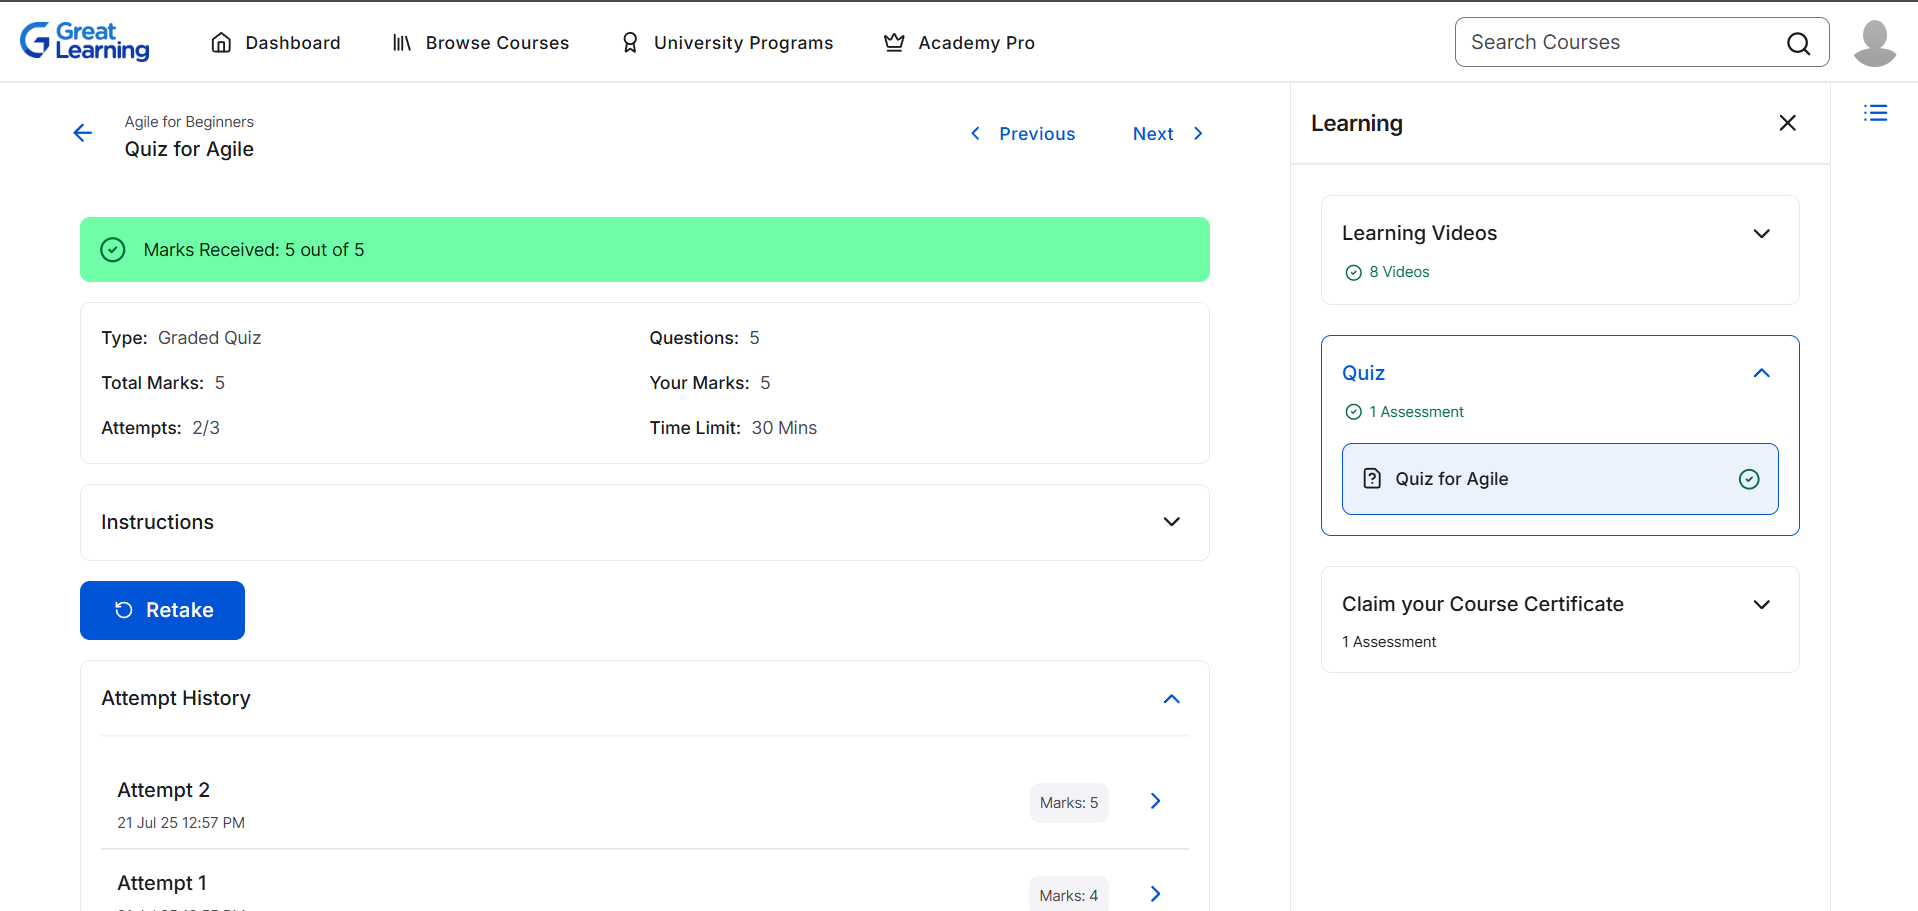 Great Learning
Dashboard
Browse Courses
University Programs
Academy Pro
Search Courses
Agile for Beginners
Quiz for Agile
Previous
Next
Marks Received: 5 out of 5
Type: Graded Quiz
Questions: 5
Total Marks: 5
Your Marks: 5
Attempts: 2/3
Time Limit: 30 Mins
Instructions
Retake
Attempt History
Attempt 2
21 Jul 25 12:57 PM
Marks: 5
Attempt 1
Marks: 4
Learning
Learning Videos
8 Videos
Quiz
1 Assessment
Quiz for Agile
Claim your Course Certificate
1 Assessment